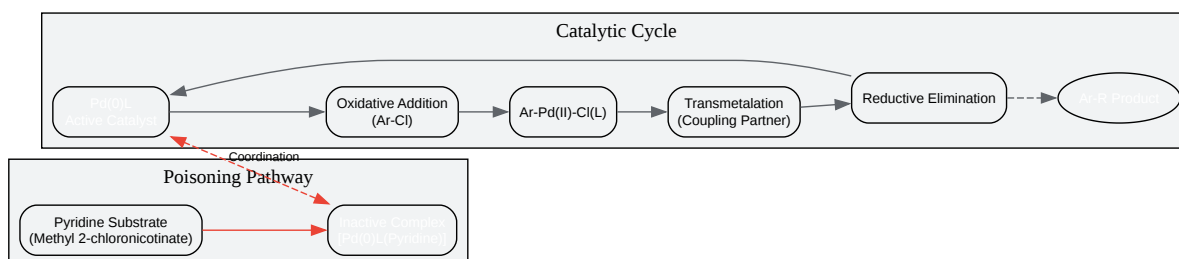 Catalytic Cycle
Pd(0)L
Active Catalyst
Oxidative Addition
(Ar-Cl)
Ar-Pd(II)-Cl(L)
Transmetalation
(Coupling Partner)
Reductive Elimination
Ar-R Product
Coordination
Poisoning Pathway
Pyridine Substrate
(Methyl 2-chloronicotinate)
Inactive Complex
[Pd(0)L(Pyridine)]